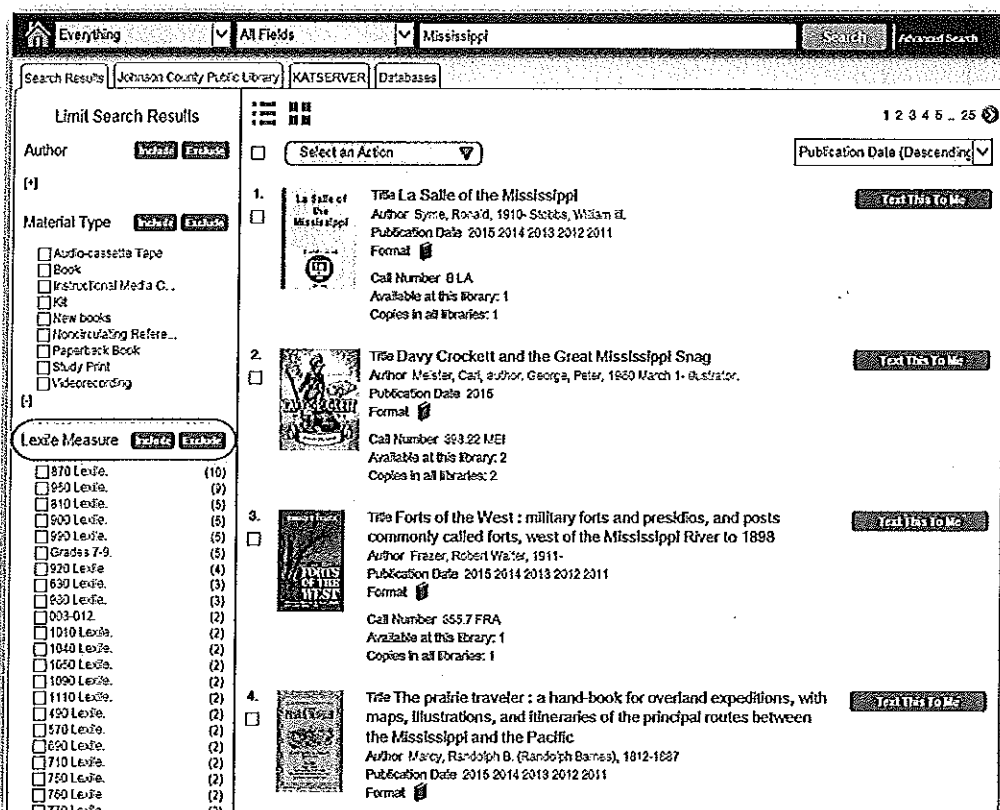 Everything All Fields Mississippi Search Advanced Search
Search Results Johnson County Public Library KATSERVER Databases
Limit Search Results
Author Include Exclude
[+]
Material Type Include Exclude
Audio-cassette Tape
Book
Instructional Media C...
Kit
New books
Noncirculating Refere...
Paperback Book
Study Print
Videorecording
[-]
Lexile Measure Include Exclude
870 Lexile. (10)
950 Lexile. (9)
810 Lexile. (5)
900 Lexile. (5)
990 Lexile. (5)
Grades 7-9. (5)
920 Lexile (4)
630 Lexile. (3)
930 Lexile. (3)
003-012. (2)
1010 Lexile. (2)
1040 Lexile. (2)
1050 Lexile. (2)
1090 Lexile. (2)
1110 Lexile. (2)
490 Lexile. (2)
570 Lexile. (2)
690 Lexile. (2)
710 Lexile. (2)
750 Lexile. (2)
760 Lexile. (2)
770 Lexile.
1 2 3 4 5 .. 25
Select an Action
Publication Date (Descending
1.
La Salle of
the
Mississippi
Title La Salle of the Mississippi
Text This To Me
Author Syme, Ronald, 1910- Stobbs, William ill.
Publication Date 2015 2014 2013 2012 2011
Format
Call Number B LA
Available at this library: 1
Copies in all libraries: 1
2.
Title Davy Crockett and the Great Mississippi Snag
Text This To Me
Author Meister, Cari, author, George, Peter, 1960 March 1- illustrator.
Publication Date 2015
Format
Call Number 398.22 MEI
Available at this library: 2
Copies in all libraries: 2
3.
FORTS
OF THE
WEST
Title Forts of the West : military forts and presidios, and posts
commonly called forts, west of the Mississippi River to 1898
Text This To Me
Author Frazer, Robert Walter, 1911-
Publication Date 2015 2014 2013 2012 2011
Format
Call Number 355.7 FRA
Available at this library: 1
Copies in all libraries: 1
4.
Title The prairie traveler : a hand-book for overland expeditions, with
maps, illustrations, and itineraries of the principal routes between
the Mississippi and the Pacific
Text This To Me
Author Marcy, Randolph B. (Randolph Barnes), 1812-1887
Publication Date 2015 2014 2013 2012 2011
Format